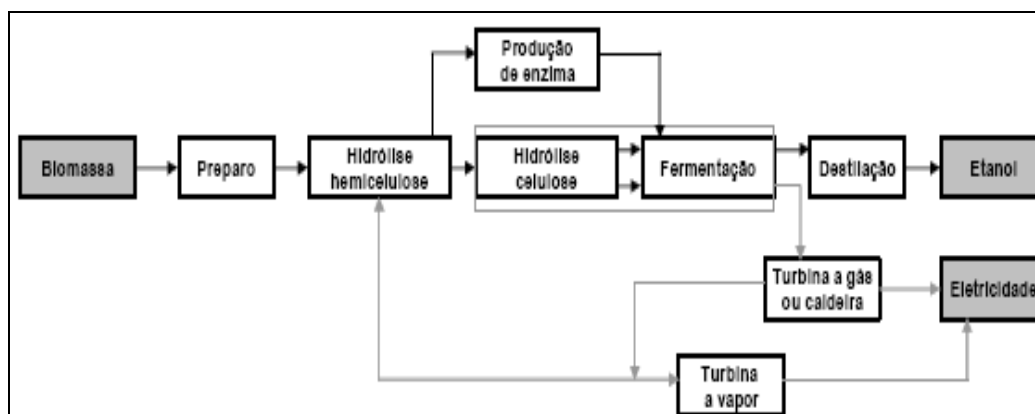 Produção
de enzima
Biomassa
Preparo
Hidrólise
hemicelulose
Hidrólise
celulose
Fermentação
Destilação
Etanol
Turbina a gás
ou caldeira
Eletricidade
Turbina
a vapor